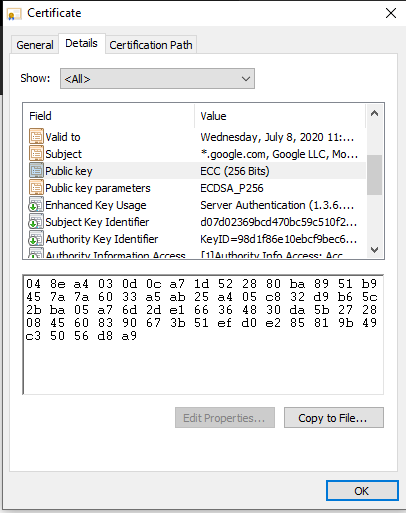 Certificate
General Details Certification Path
Show: <All>
Field Value
Valid to Wednesday, July 8, 2020 11:...
Subject *.google.com, Google LLC, Mo...
Public key ECC (256 Bits)
Public key parameters ECDSA_P256
Enhanced Key Usage Server Authentication (1.3.6....
Subject Key Identifier d07d02369bcd470bc59c510f2...
Authority Key Identifier KeyID=98d1f86e10ebcf9bec6...
Authority Information Access [1]Authority Info Access: Acc...
04 8e a4 03 0d 0c a7 1d 52 28 80 ba 89 51 b9
45 7a 7a 60 33 a5 ab 25 a4 05 c8 32 d9 b6 5c
2b ba 05 a7 6d 2d e1 66 36 48 30 da 5b 27 28
08 45 60 83 90 67 3b 51 ef d0 e2 85 81 9b 49
c3 50 56 d8 a9
Edit Properties... Copy to File...
OK